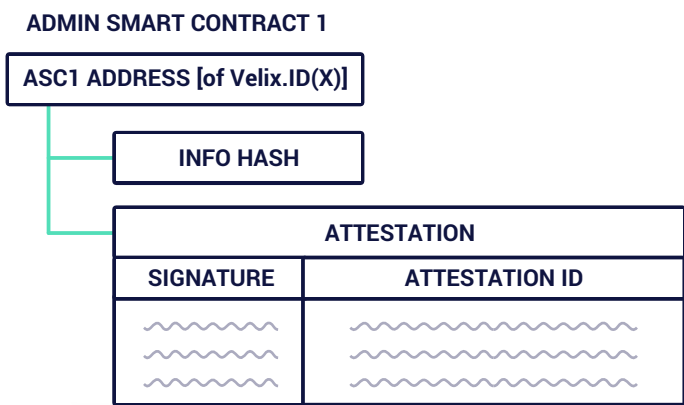 ADMIN SMART CONTRACT 1
ASC1 ADDRESS [of Velix.ID(X)]
INFO HASH
ATTESTATION
SIGNATURE
ATTESTATION ID